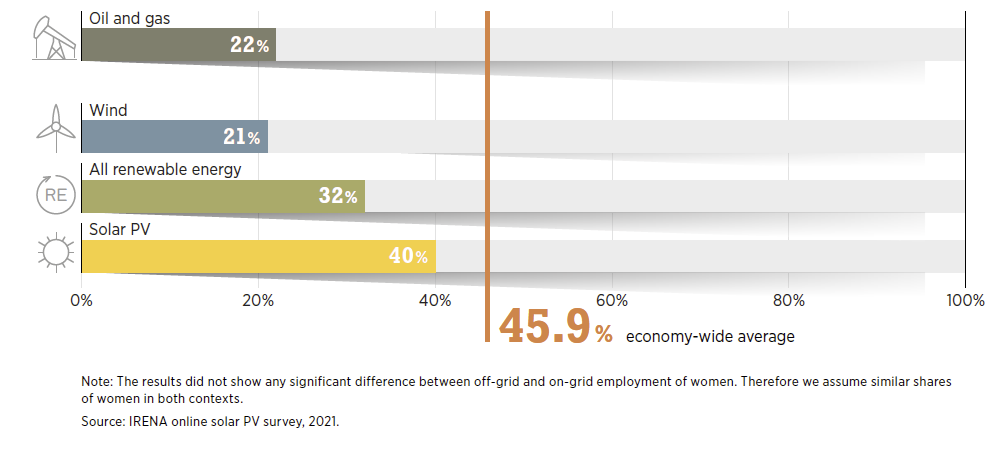 Oil and gas
22%
Wind
21%
All renewable energy
RE
32%
Solar PV
40%
0%
20%
40%
60%
80%
100%
45.9% economy-wide average
Note: The results did not show any significant difference between off-grid and on-grid employment of women. Therefore we assume similar shares
of women in both contexts.
Source: IRENA online solar PV survey, 2021.